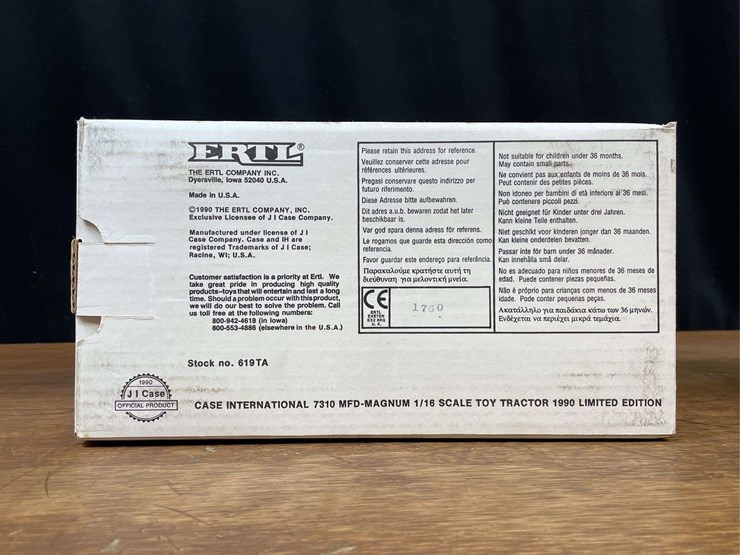 ERTL®
THE ERTL COMPANY INC.
Dyersville, Iowa 52040 U.S.A.
Made in U.S.A.
©1990 THE ERTL COMPANY, INC.
Exclusive Licensee of J I Case Company.
Manufactured under license of J I
Case Company. Case and IH are
registered Trademarks of J I Case;
Racine, WI; U.S.A.
Customer satisfaction is a priority at Ertl. We
take great pride in producing high quality
products-toys that will entertain and last a long
time. Should a problem occur with this product,
we will do our best to solve the problem. Call
us toll free at the following numbers:
800-942-4618 (in Iowa)
800-553-4886 (elsewhere in the U.S.A.)
Please retain this address for reference.
Veuillez conserver cette adresse pour
références ultérieures.
Pregasi conservare questo indirizzo per
futuro riferimento.
Diese Adresse bitte aufbewahren.
Dit adres a.u.b. bewaren zodat het later
beschikbaar is.
Var god spara denna adress för referens.
Le rogamos que guarde esta dirección como
referencia.
Favor guardar este endereço para referência.
Παρακαλούμε κρατήστε αυτή τη
διεύθυναη για μελοντική μνεία.
CE
ERTL
EXETER
EX2 8RG
U.K.
1760
Not suitable for children under 36 months.
May contain small parts.
Ne convient pas aux enfants de moins de 36 mois.
Peut contenir des petites pièces.
Non idoneo per bambini di età inferiore ai 36 mesi.
Può contenere piccoli pezzi.
Nicht geeignet für Kinder unter drei Jahren.
Kann kleine Teile enthalten.
Niet geschikt voor kinderen jonger dan 36 maanden.
Kan kleine onderdelen bevatten.
Passar inte för barn under 36 månader.
Kan innehålla små delar.
No es adecuado para niños menores de 36 meses de
edad. Puede contener piezas pequeñas.
Não é próprio para crianças com menos de 36 meses
idade. Pode conter pequenas peças.
Ακατάλληλο για παιδάκια κάτω των 36 μηνών.
Ενδέχεται να περιέχει μικρά τεμάχια.
Stock no. 619TA
1990
J I Case
OFFICIAL PRODUCT
CASE INTERNATIONAL 7310 MFD-MAGNUM 1/16 SCALE TOY TRACTOR 1990 LIMITED EDITION